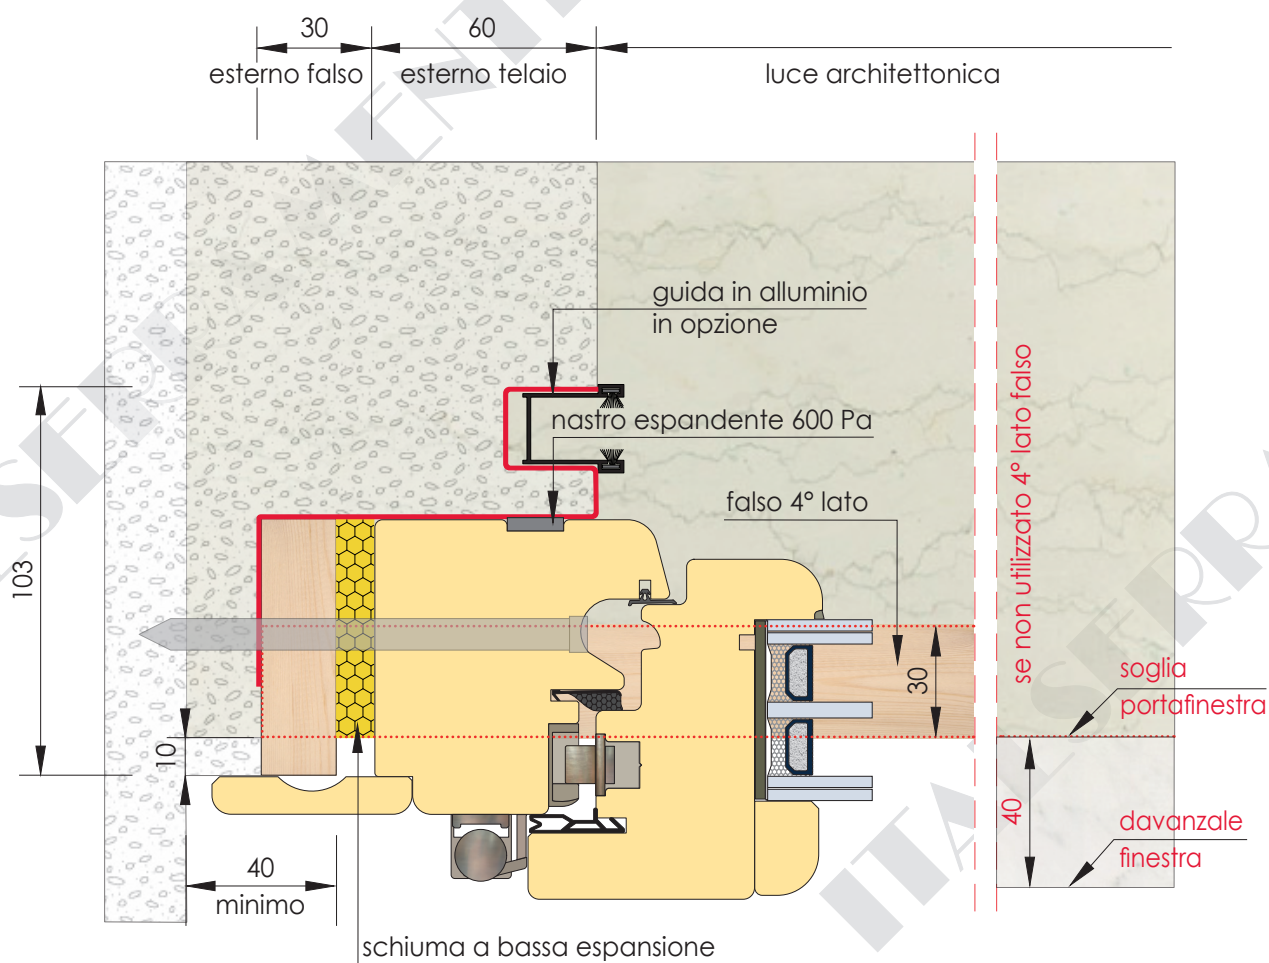 30
60
esterno falso
esterno telaio
luce architettonica
guida in alluminio
in opzione
nastro espandente 600 Pa
falso 4° lato
se non utilizzato 4° lato falso
103
30
soglia
portafinestra
10
40
davanzale
finestra
40
minimo
schiuma a bassa espansione